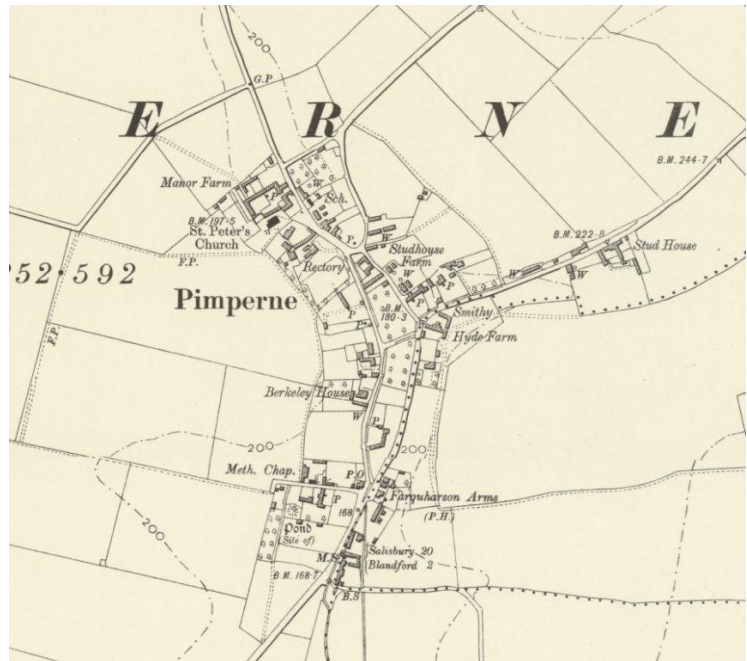 200
G.P
E R N E
B.M. 244·7
Manor Farm
W
P
Sch.
B.M. 197·5
St. Peter's
Church
P
W
B.M. 222·8
Stud House
F.P.
Rectory
Studhouse
Farm
W
W
W
252 592
P
P
Pimperne
P
B.M.
180·3
Smithy
P
Hyde Farm
F.P.
Berkeley House
W
P
200
200
Meth. Chap.
P.O
P
Farquharson Arms
(P.H.)
168
200
Pond
(Site of)
M.S
Salisbury 20
Blandford 2
B.M. 168·7
B.S